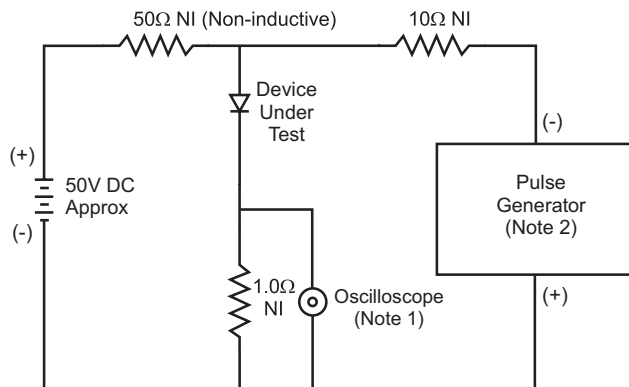 50Ω NI (Non-inductive)
10Ω NI
Device
Under
Test
(-)
(+)
50V DC
Approx
(-)
Pulse
Generator
(Note 2)
1.0Ω
NI
Oscilloscope
(Note 1)
(+)